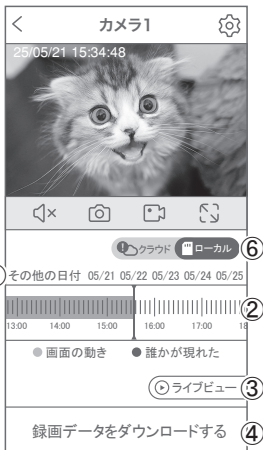 カメラ1
25/05/21 15:34:48
クラウド ローカル ⑥
その他の日付 05/21 05/22 05/23 05/24 05/25
②
13:00 14:00 15:00 16:00 17:00 18
画面の動き 誰かが現れた
ライブビュー ③
録画データをダウンロードする ④